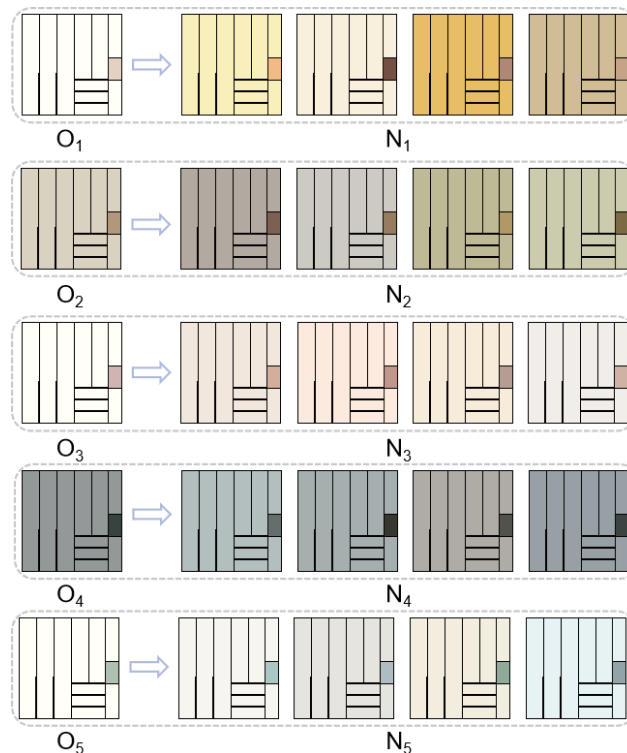 O₁ N₁
O₂ N₂
O₃ N₃
O₄ N₄
O₅ N₅